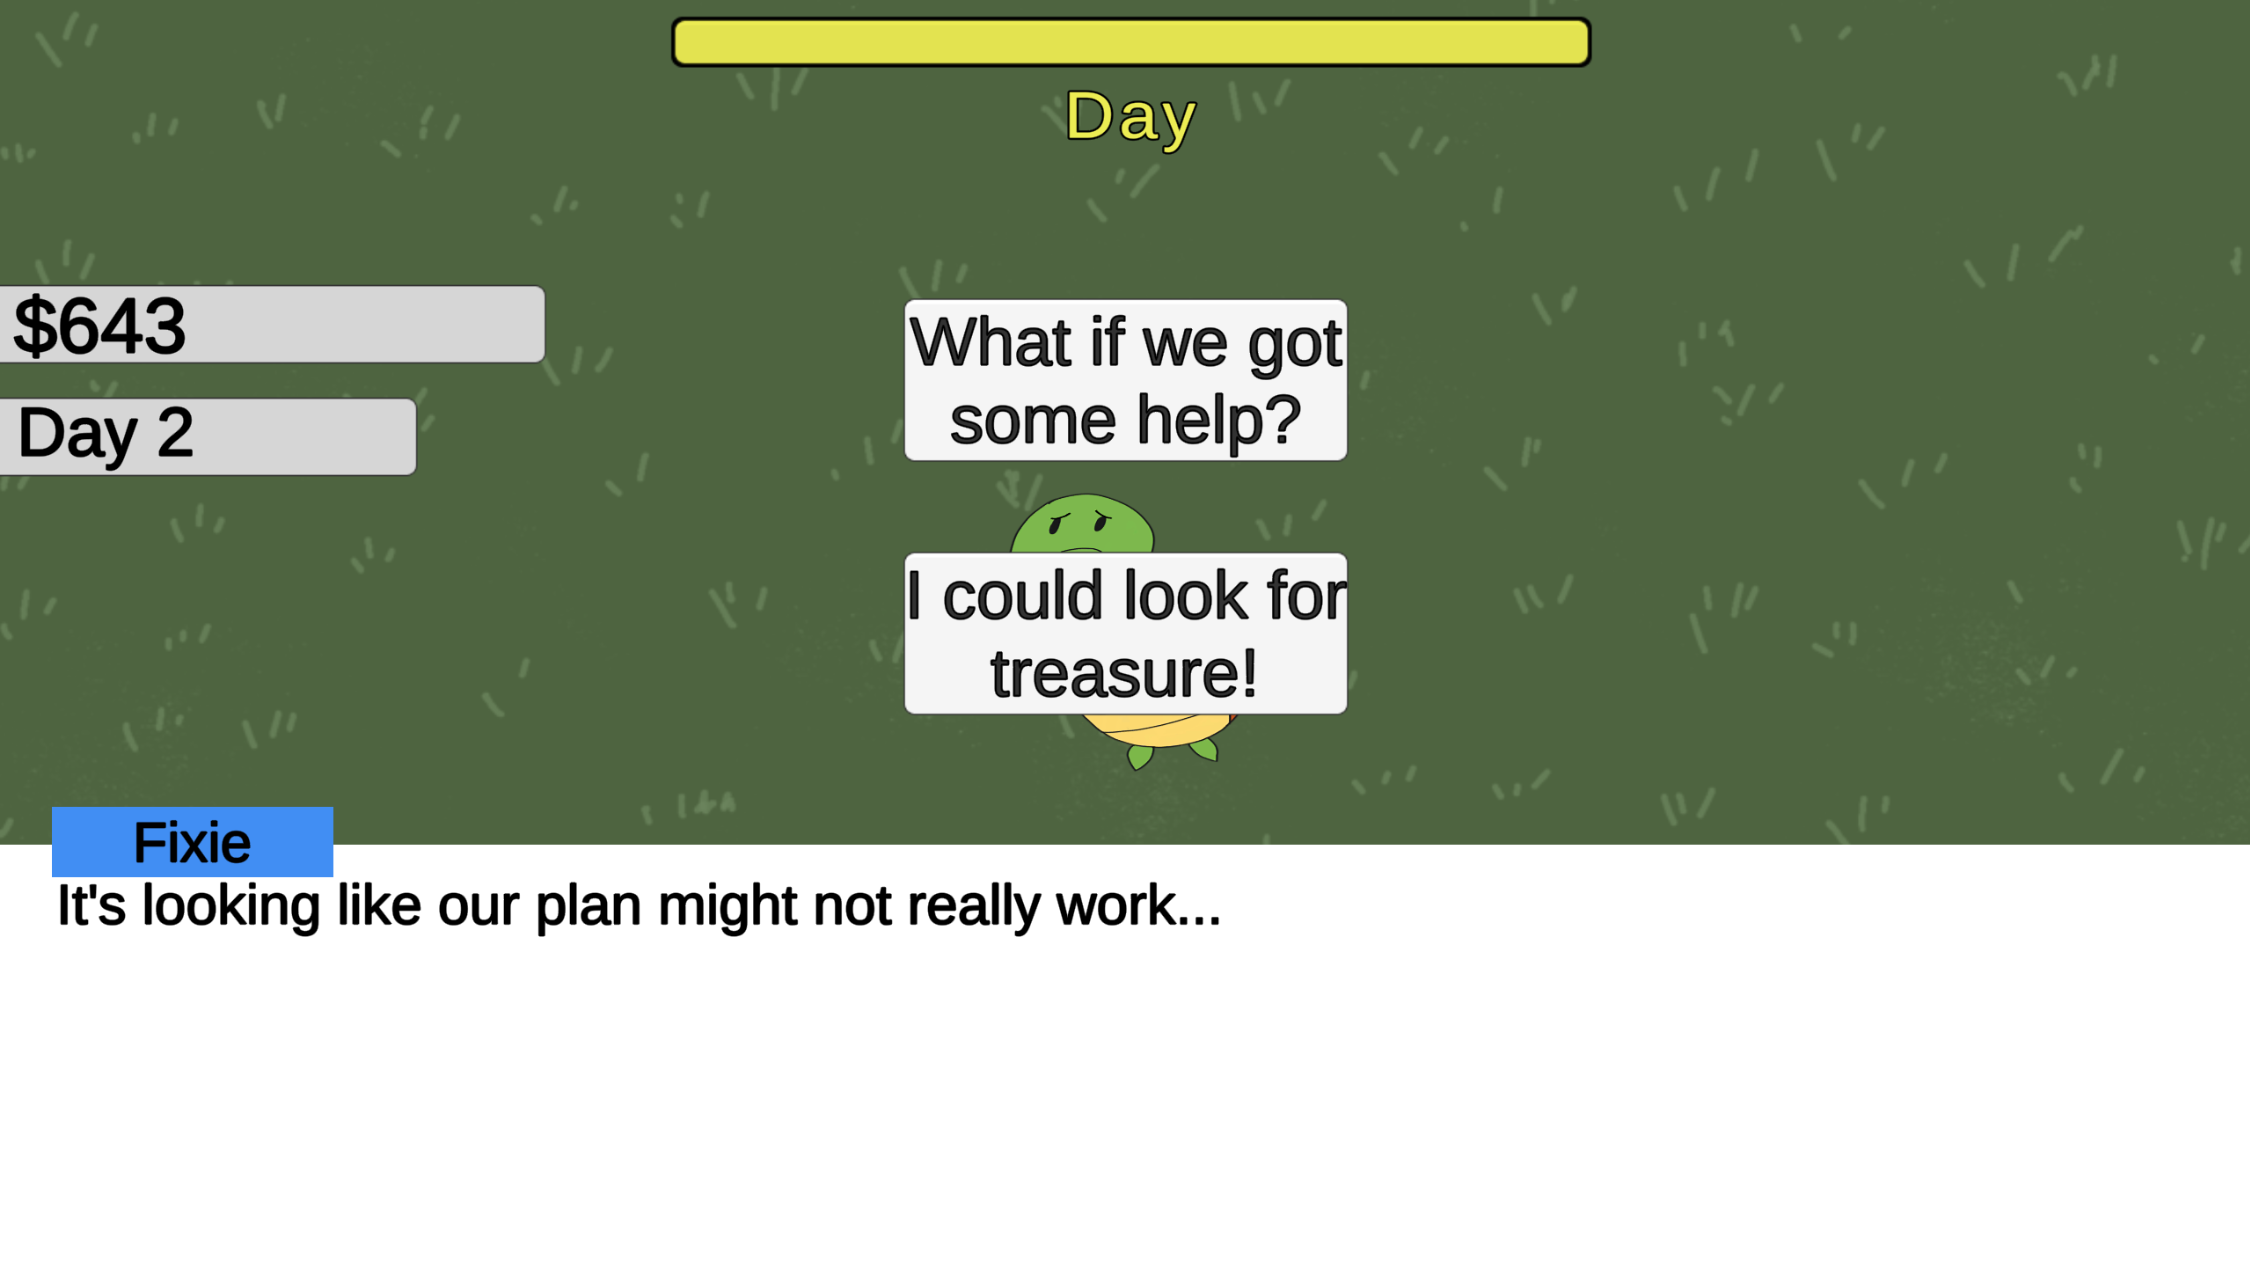 Day
$643
Day 2
What if we got
some help?
I could look for
treasure!
Fixie
It's looking like our plan might not really work...